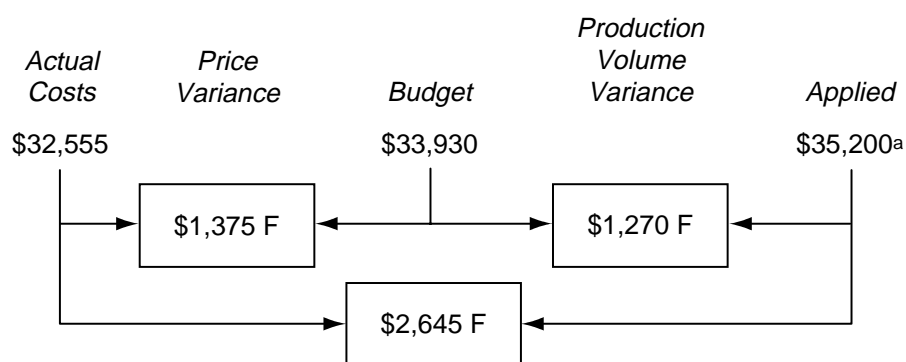 Actual Costs
Price Variance
Budget
Production Volume Variance
Applied
$32,555
$33,930
$35,200a
$1,375 F
$1,270 F
$2,645 F